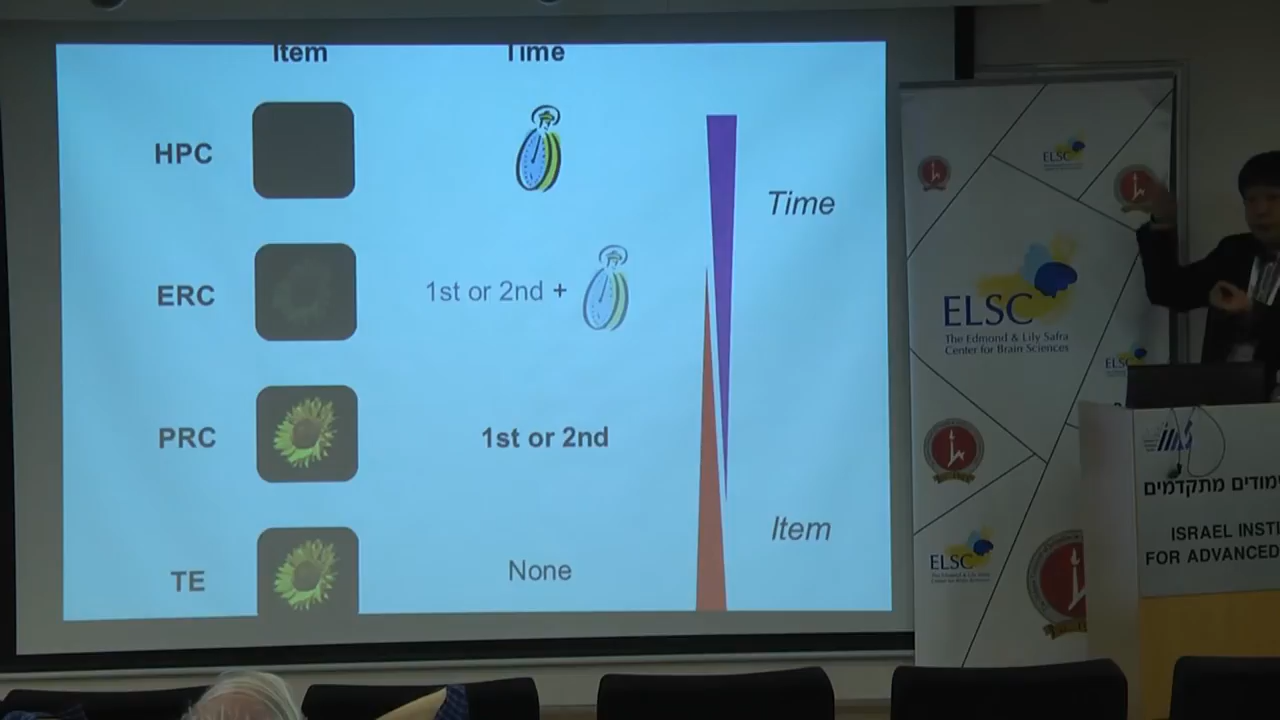 Item
Time
HPC
Time
ERC
1st or 2nd +
PRC
1st or 2nd
Item
TE
None
ELSC
ELSC
The Edmond & Lily Safra
Center for Brain Sciences
ELSC
ELSC
לימודים מתקדמים
ISRAEL INSTI
FOR ADVANCED